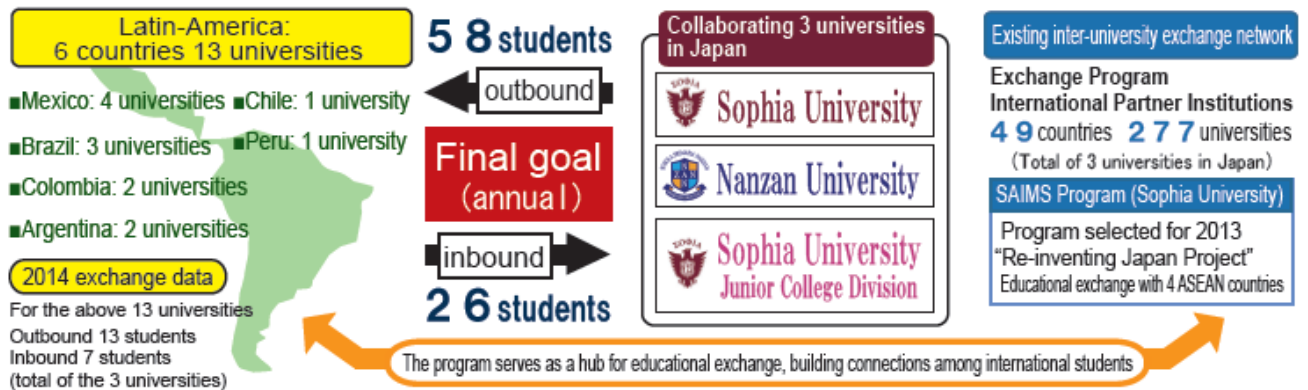 Latin-America:
6 countries 13 universities
■Mexico: 4 universities ■Chile: 1 university
■Brazil: 3 universities ■Peru: 1 university
■Colombia: 2 universities
■Argentina: 2 universities
2014 exchange data
For the above 13 universities
Outbound 13 students
Inbound 7 students
(total of the 3 universities)
58 students
outbound
Final goal
(annual)
inbound
26 students
Collaborating 3 universities
in Japan
Sophia University
Nanzan University
Sophia University
Junior College Division
Existing inter-university exchange network
Exchange Program
International Partner Institutions
49 countries 277 universities
(Total of 3 universities in Japan)
SAIMS Program (Sophia University)
Program selected for 2013
“Re-inventing Japan Project”
Educational exchange with 4 ASEAN countries
The program serves as a hub for educational exchange, building connections among international students